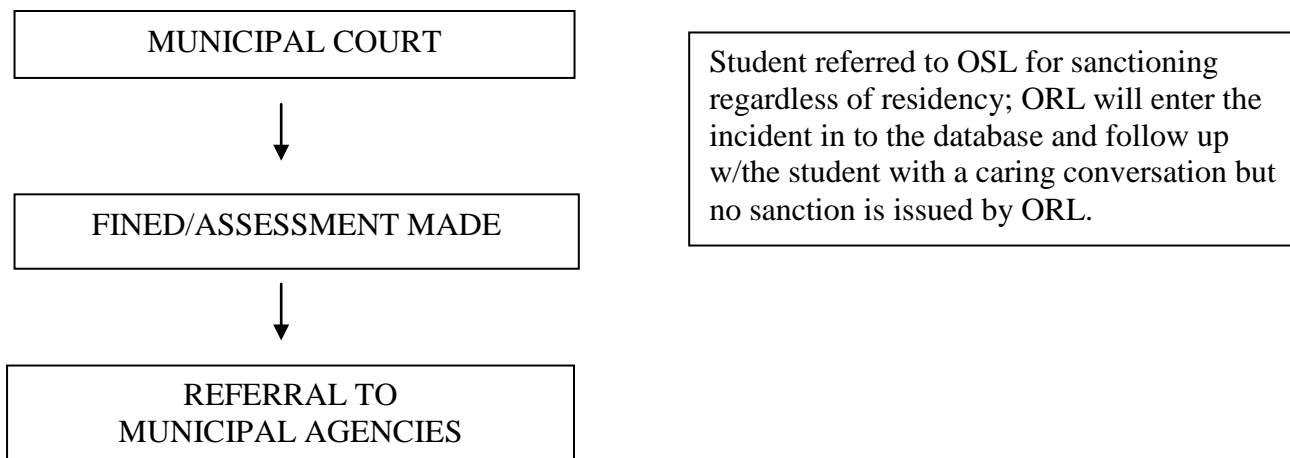 MUNICIPAL COURT
FINED/ASSESSMENT MADE
REFERRAL TO
MUNICIPAL AGENCIES
Student referred to OSL for sanctioning
regardless of residency; ORL will enter the
incident in to the database and follow up
w/the student with a caring conversation but
no sanction is issued by ORL.